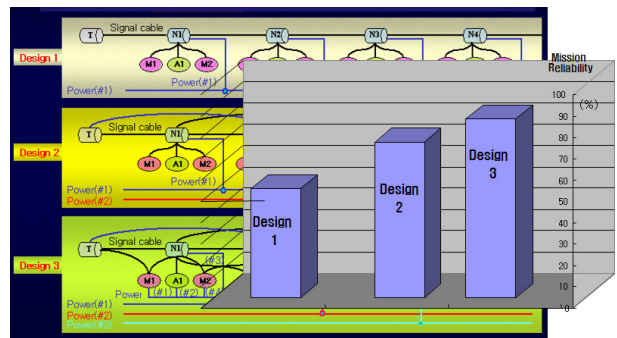 Signal cable
T
N1
N2
N3
N4
Design 1
M1
A1
M2
Power(#1)
Power(#1)
Signal cable
T
N1
Design 2
M1
A1
M2
Power(#1)
Power(#1)
Power(#2)
Signal cable
T
N1
(#3)
Design 3
M1
A1
M2
Power
(#1)
(#2)
Power(#1)
Power(#2)
Power(#3)
Mission
Reliability
(%)
100
90
80
70
60
50
40
30
20
10
0
Design
1
Design
2
Design
3